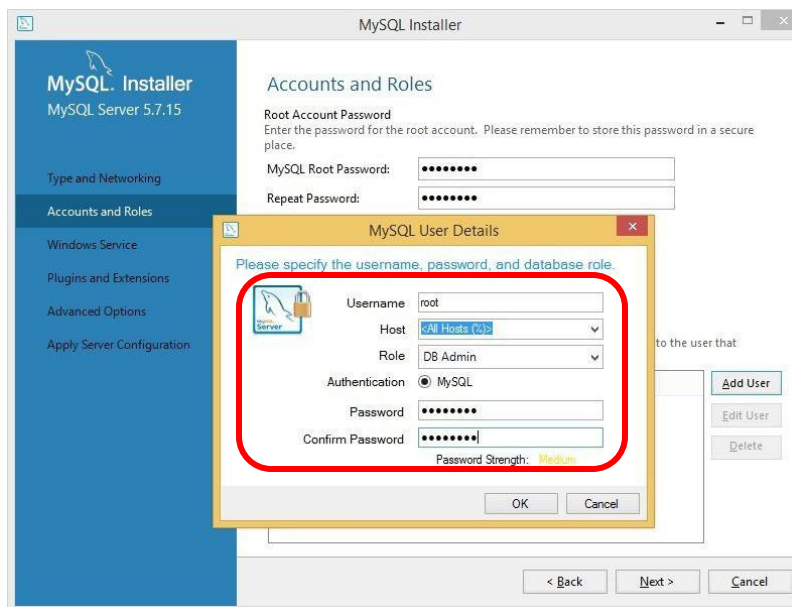 MySQL Installer
MySQL. Installer
MySQL Server 5.7.15
Type and Networking
Accounts and Roles
Windows Service
Plugins and Extensions
Advanced Options
Apply Server Configuration
Accounts and Roles
Root Account Password
Enter the password for the root account. Please remember to store this password in a secure
place.
MySQL Root Password: ●●●●●●●●
Repeat Password: ●●●●●●●●
MySQL User Details
Please specify the username, password, and database role.
MySQL
Server
Username root
Host <All Hosts (%)>
Role DB Admin
Authentication MySQL
Password ●●●●●●●●
Confirm Password ●●●●●●●●
Password Strength: Medium
OK Cancel
to the user that
Add User
Edit User
Delete
< Back Next > Cancel